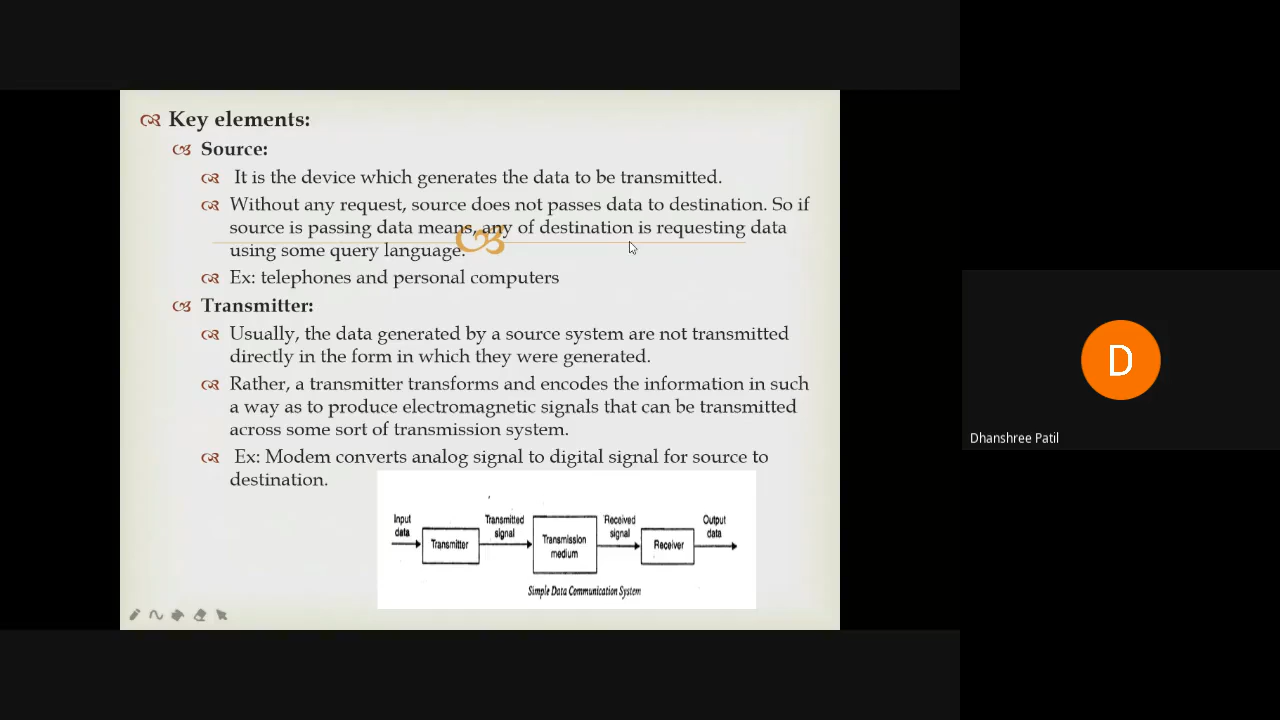 Key elements:
Source:
It is the device which generates the data to be transmitted.
Without any request, source does not passes data to destination. So if
source is passing data means, any of destination is requesting data
using some query language.
Ex: telephones and personal computers
Transmitter:
Usually, the data generated by a source system are not transmitted
directly in the form in which they were generated.
Rather, a transmitter transforms and encodes the information in such
a way as to produce electromagnetic signals that can be transmitted
across some sort of transmission system.
Ex: Modem converts analog signal to digital signal for source to
destination.
Input
data
Transmitter
Transmitted
signal
Transmission
medium
Received
signal
Receiver
Output
data
Simple Data Communication System
D
Dhanshree Patil